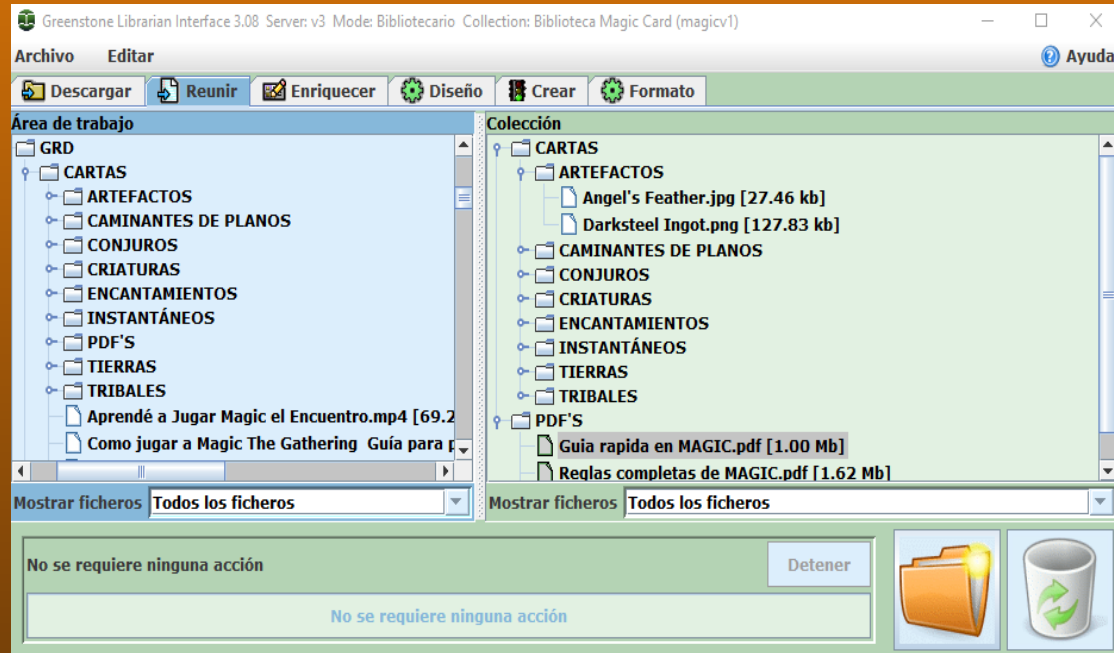 Greenstone Librarian Interface 3.08 Server: v3 Mode: Bibliotecario Collection: Biblioteca Magic Card (magicv1)
Archivo Editar Ayuda
Descargar Reunir Enriquecer Diseño Crear Formato
Área de trabajo
GRD
CARTAS
ARTEFACTOS
CAMINANTES DE PLANOS
CONJUROS
CRIATURAS
ENCANTAMIENTOS
INSTANTÁNEOS
PDF'S
TIERRAS
TRIBALES
Aprendé a Jugar Magic el Encuentro.mp4 [69.2
Como jugar a Magic The Gathering Guía para
Mostrar ficheros Todos los ficheros
Colección
CARTAS
ARTEFACTOS
Angel's Feather.jpg [27.46 kb]
Darksteel Ingot.png [127.83 kb]
CAMINANTES DE PLANOS
CONJUROS
CRIATURAS
ENCANTAMIENTOS
INSTANTÁNEOS
TIERRAS
TRIBALES
PDF'S
Guia rapida en MAGIC.pdf [1.00 Mb]
Reglas completas de MAGIC.pdf [1.62 Mb]
Mostrar ficheros Todos los ficheros
No se requiere ninguna acción
Detener
No se requiere ninguna acción